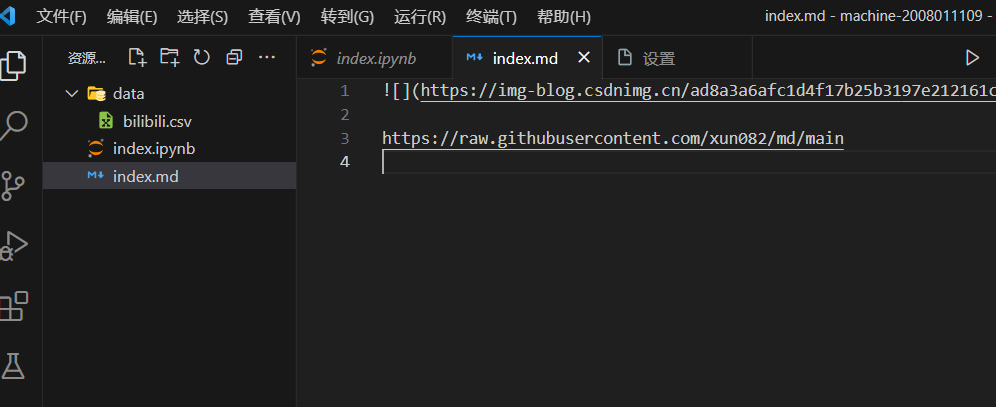 文件(F) 编辑(E) 选择(S) 查看(V) 转到(G) 运行(R) 终端(T) 帮助(H) index.md - machine-2008011109 -
资源... index.ipynb index.md 设置
data
bilibili.csv
index.ipynb
index.md
1 ![](https://img-blog.csdnimg.cn/ad8a3a6afc1d4f17b25b3197e212161c
2
3 https://raw.githubusercontent.com/xun082/md/main
4